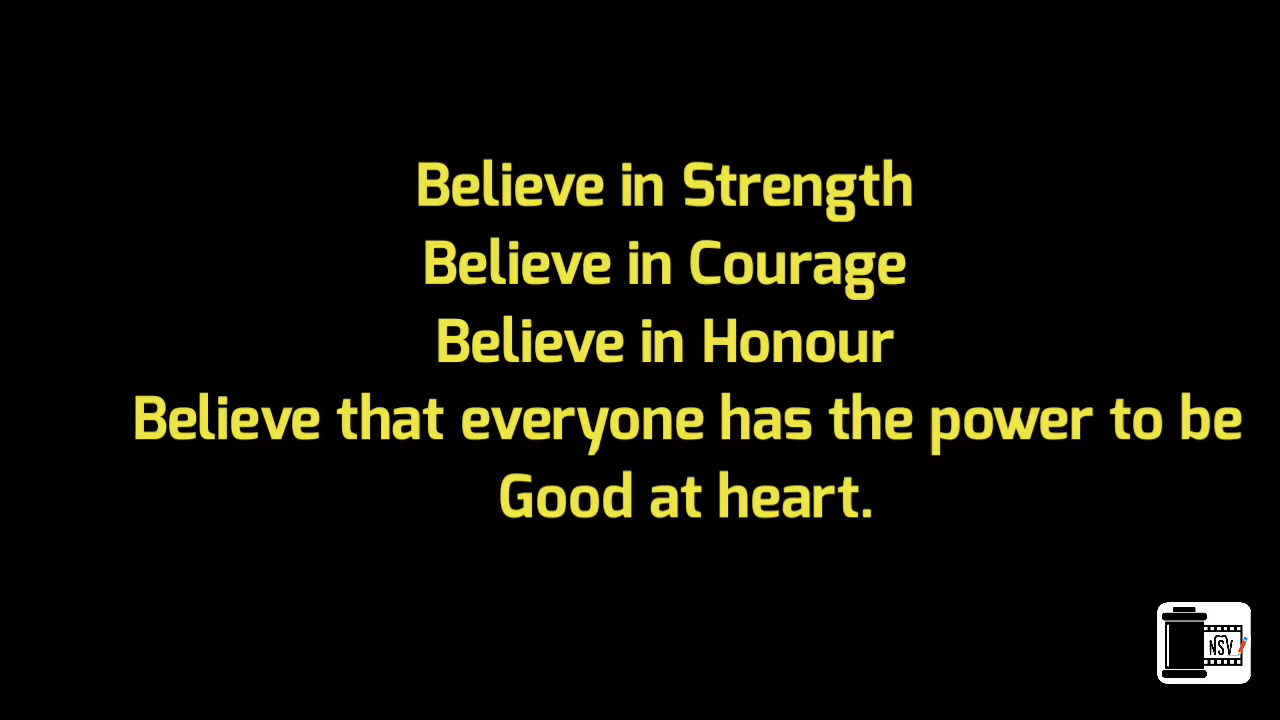 Believe in Strength
Believe in Courage
Believe in Honour
Believe that everyone has the power to be
Good at heart.
NSV